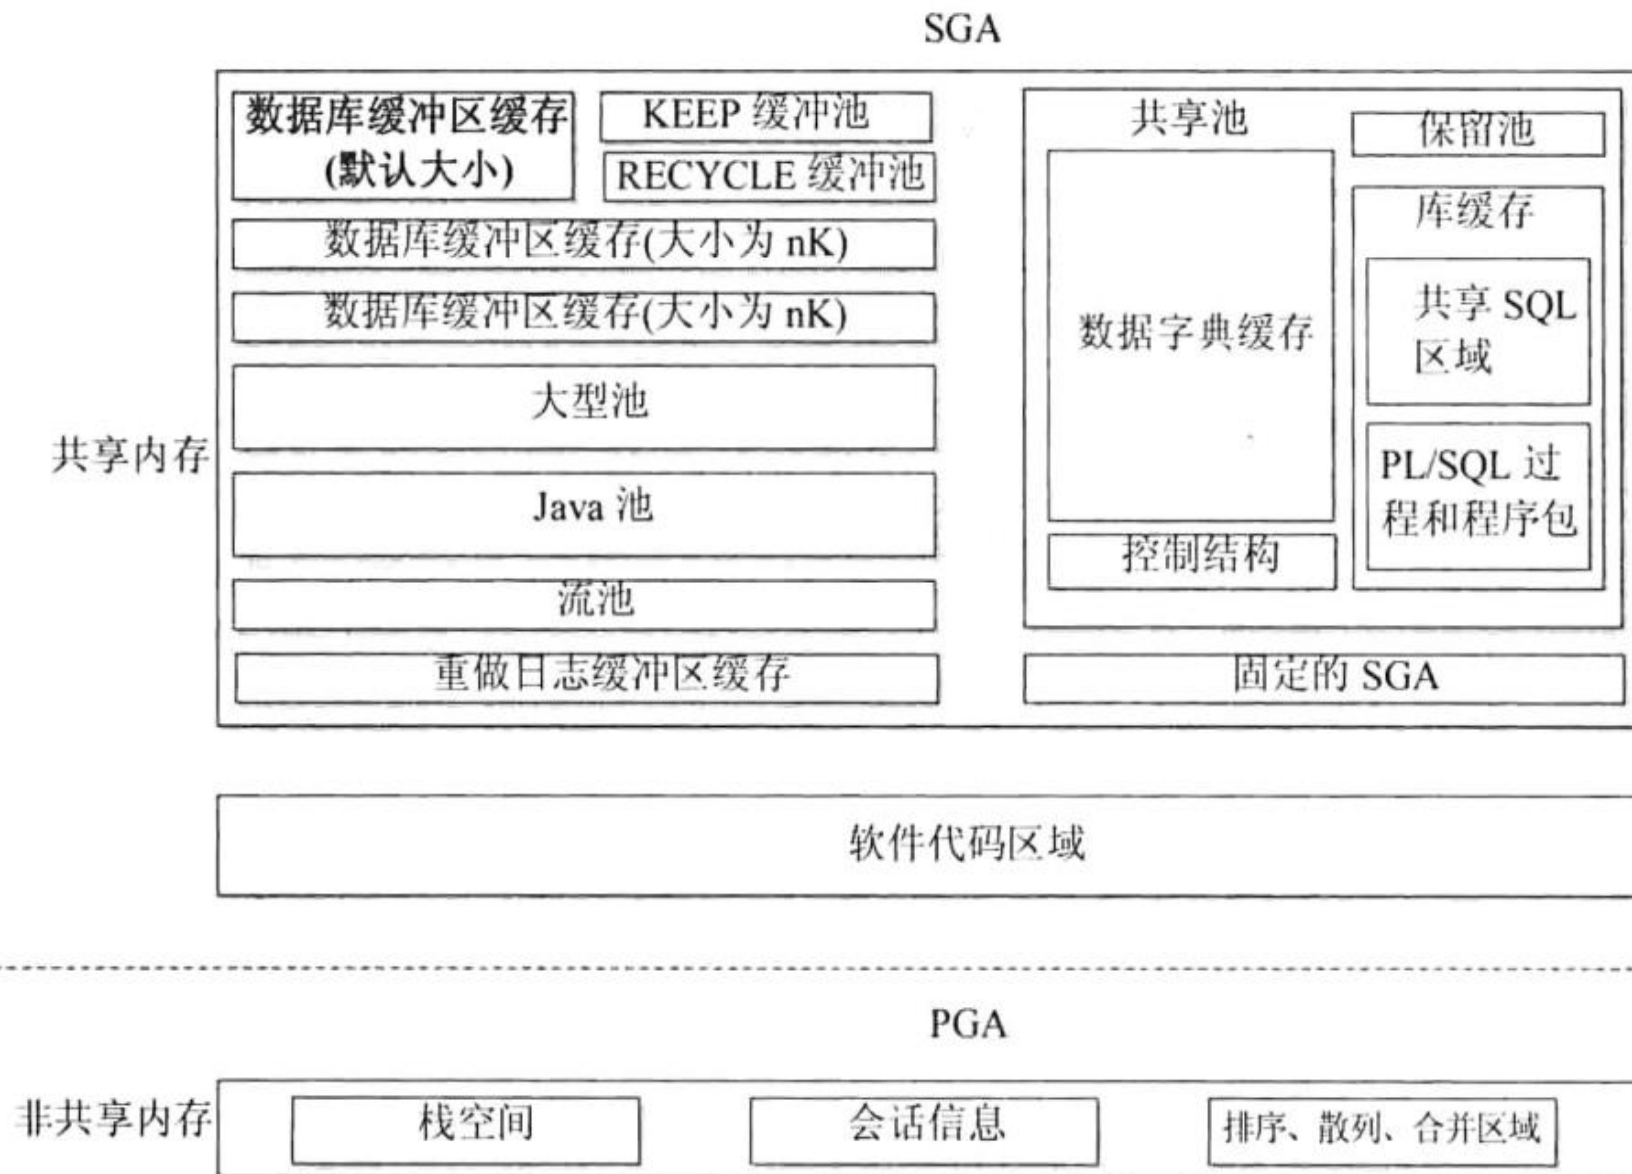 SGA
数据库缓冲区缓存
(默认大小)
KEEP 缓冲池
RECYCLE 缓冲池
数据库缓冲区缓存(大小为 nK)
数据库缓冲区缓存(大小为 nK)
大型池
Java 池
流池
重做日志缓冲区缓存
共享池
保留池
数据字典缓存
库缓存
共享 SQL
区域
PL/SQL 过
程和程序包
控制结构
固定的 SGA
共享内存
软件代码区域
PGA
非共享内存
栈空间
会话信息
排序、散列、合并区域